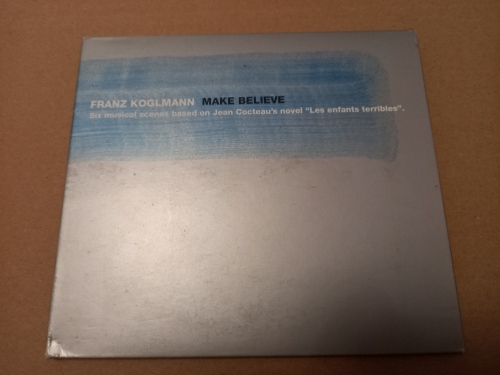 FRANZ KOGLMANN MAKE BELIEVE
Six musical scenes based on Jean Cocteau's novel "Les enfants terribles".